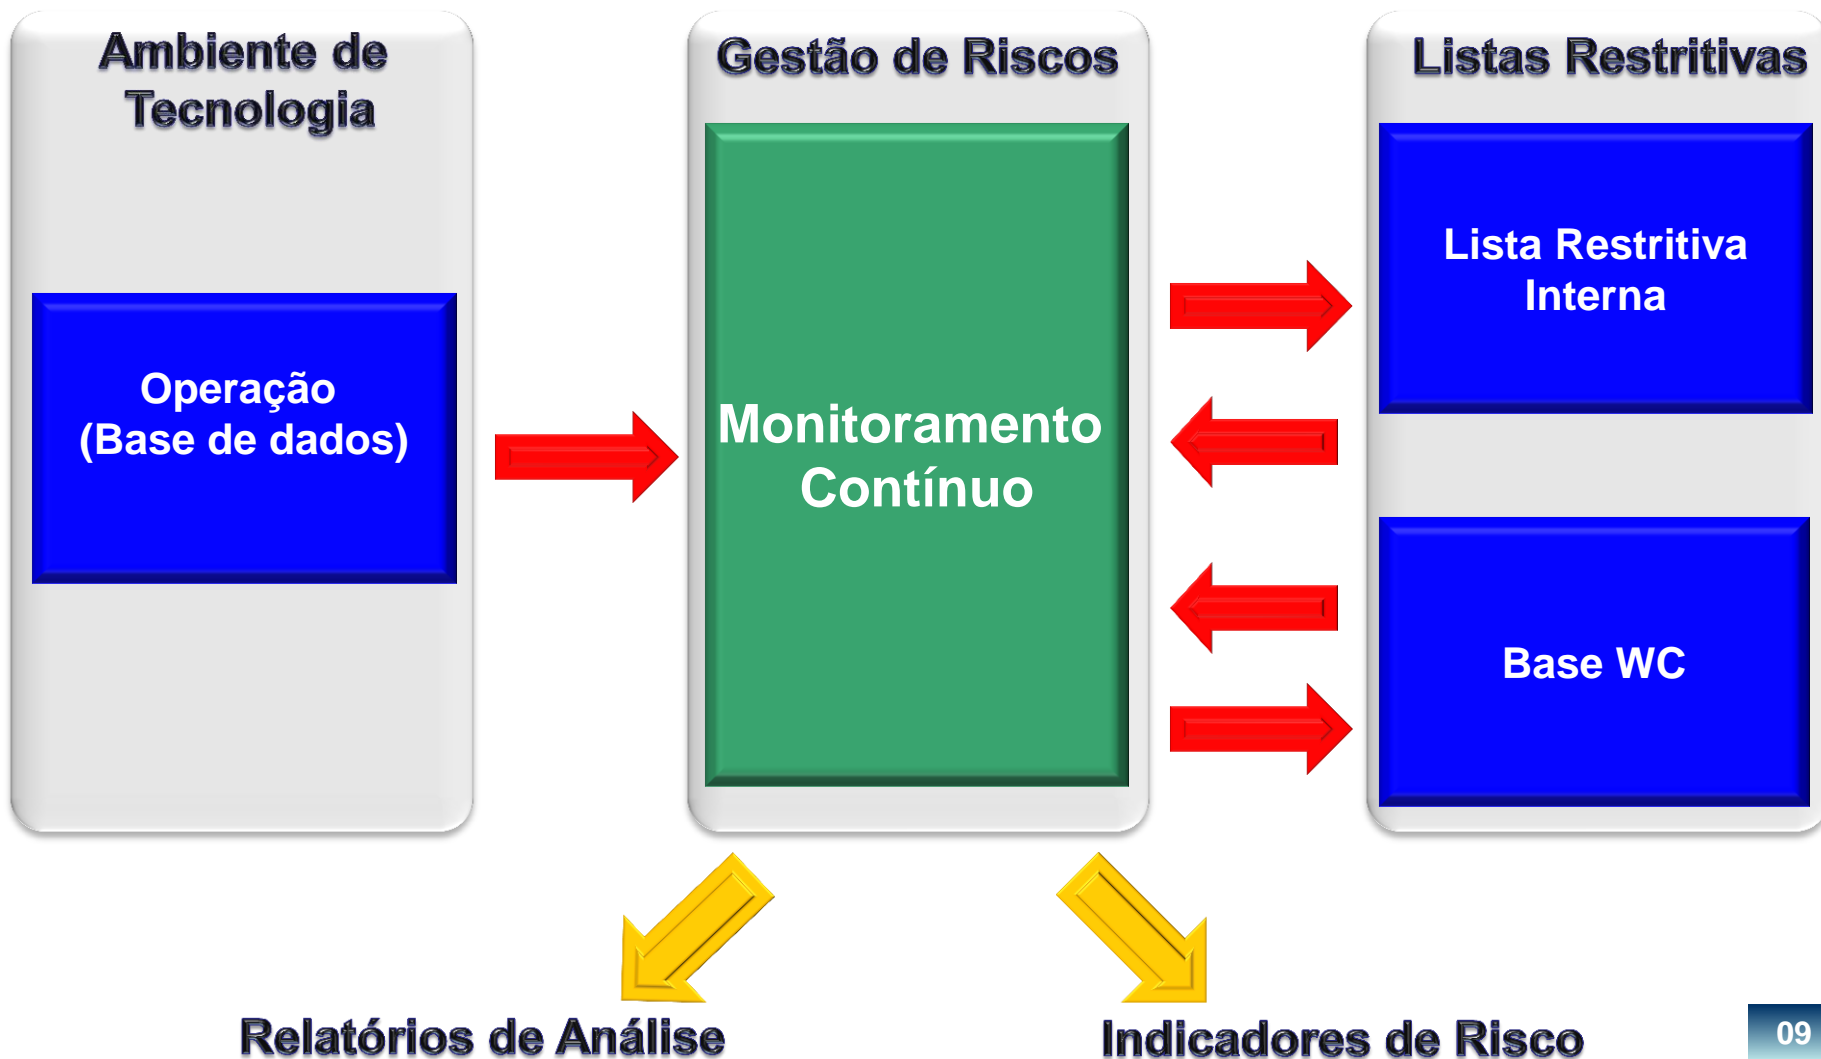 Ambiente de
Tecnologia
Operação
(Base de dados)
Gestão de Riscos
Monitoramento
Contínuo
Listas Restritivas
Lista Restritiva
Interna
Base WC
Relatórios de Análise
Indicadores de Risco
09